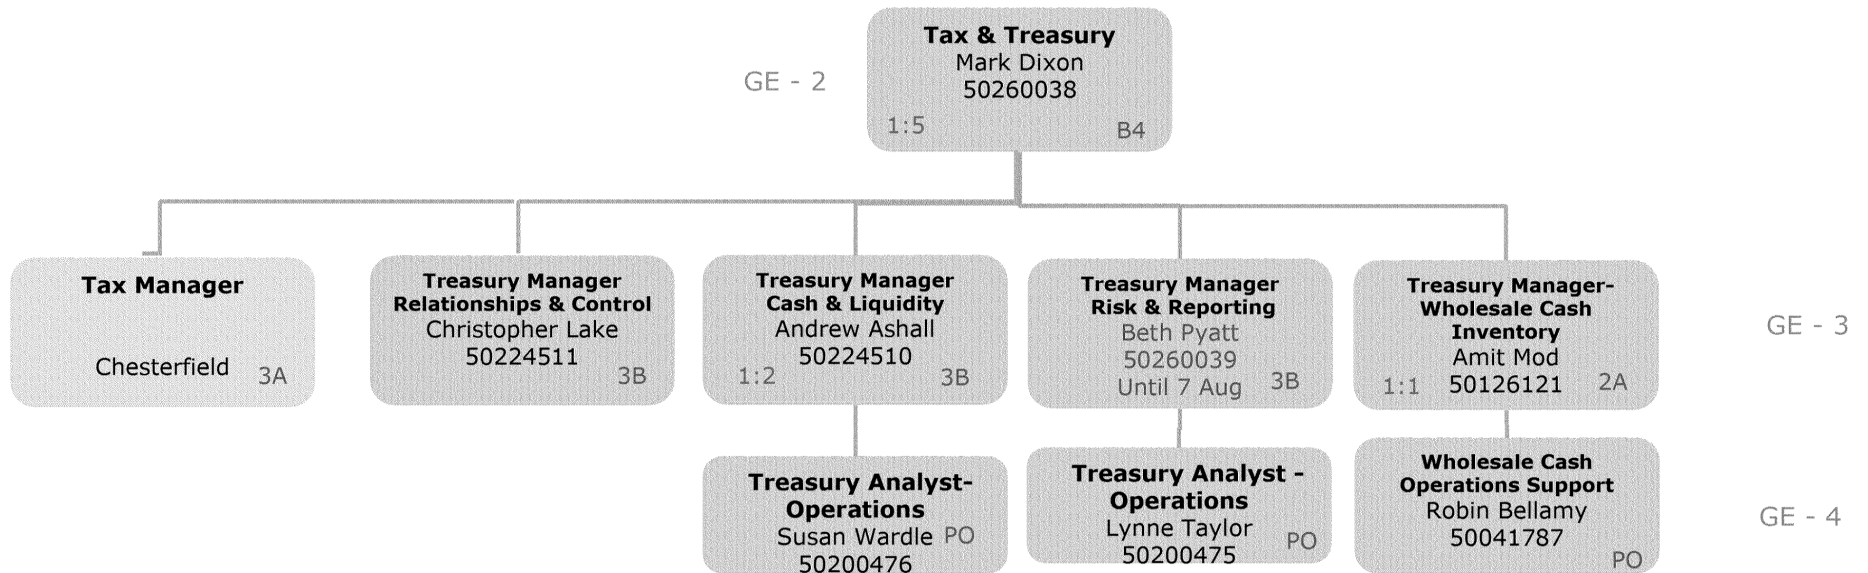 Tax & Treasury
Mark Dixon
50260038
1:5
B4
GE - 2
Tax Manager
Chesterfield
3A
Treasury Manager
Relationships & Control
Christopher Lake
50224511
3B
Treasury Manager
Cash & Liquidity
Andrew Ashall
50224510
1:2
3B
Treasury Manager
Risk & Reporting
Beth Pyatt
50260039
Until 7 Aug
3B
Treasury Manager-
Wholesale Cash
Inventory
Amit Mod
50126121
1:1
2A
GE - 3
Treasury Analyst-
Operations
Susan Wardle
PO
50200476
Treasury Analyst -
Operations
Lynne Taylor
50200475
PO
Wholesale Cash
Operations Support
Robin Bellamy
50041787
PO
GE - 4